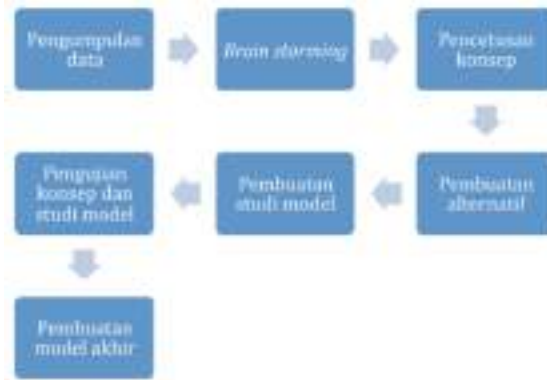 Pengumpulan
data
Brain storming
Pencetusan
konsep
Pembuatan
alternatif
Pembuatan
studi model
Pengujian
konsep dan
studi model
Pembuatan
model akhir